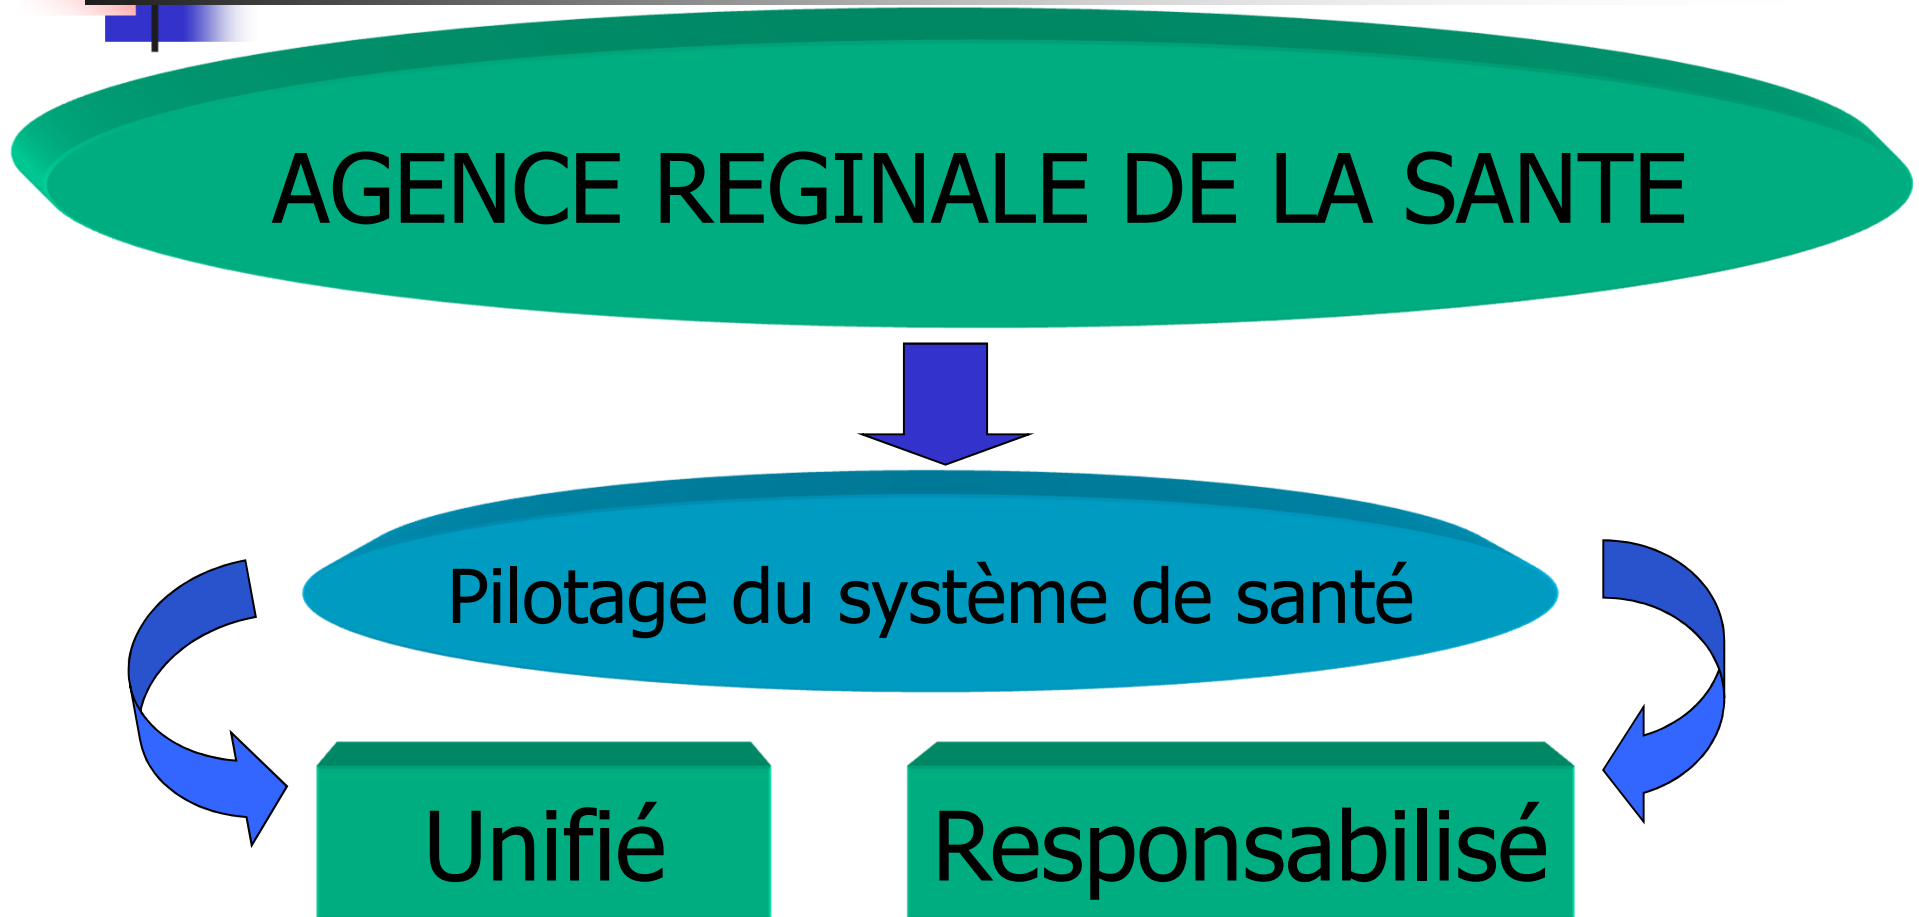 AGENCE REGINALE DE LA SANTE
Pilotage du système de santé
Unifié
Responsabilisé